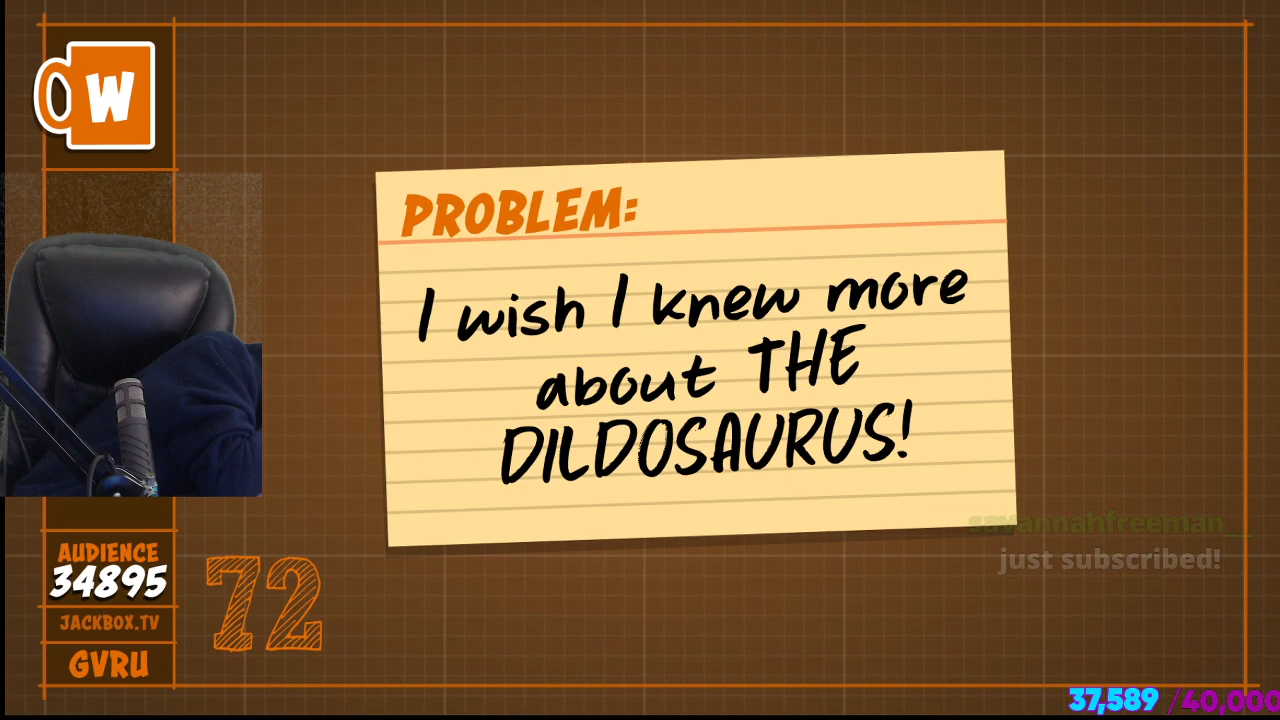 W
PROBLEM:
I wish I knew more
about THE
DILDOSAURUS!
AUDIENCE
34895
JACKBOX.TV
GVRU
72
savannahfreeman__
just subscribed!
37,589 /40,000